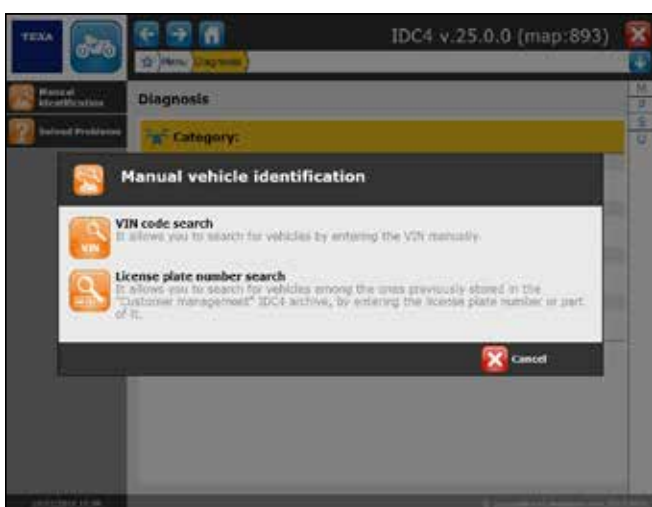 TEXA
IDC4 v.25.0.0 (map:893)
Menu Diagnosis
Manual
Identification
Diagnosis
Solved Problems
Category:
Manual vehicle identification
VIN code search
It allows you to search for vehicles by entering the VIN manually.
VIN
License plate number search
It allows you to search for vehicles among the ones previously stored in the
"Customer management" IDC4 archive, by entering the license plate number or part
of it.
Cancel